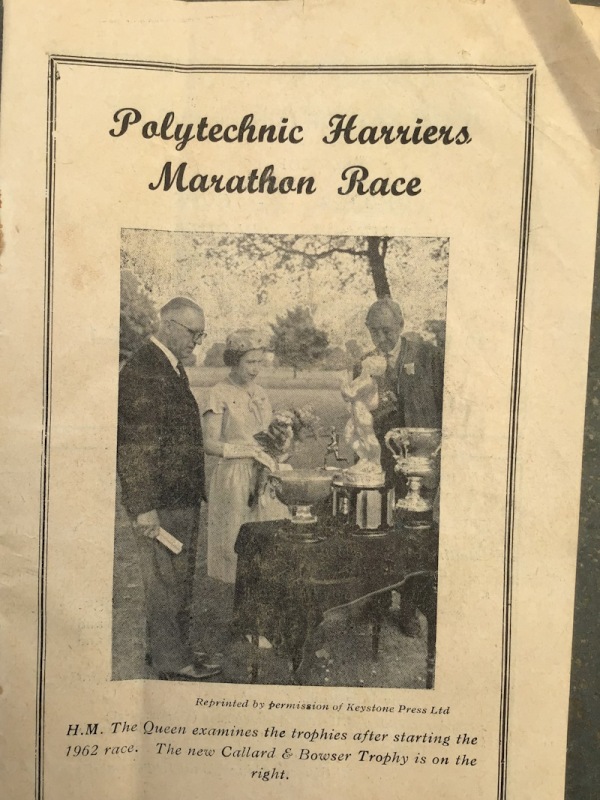 Polytechnic Harriers
Marathon Race
Reprinted by permission of Keystone Press Ltd
H.M. The Queen examines the trophies after starting the
1962 race. The new Callard & Bowser Trophy is on the
right.